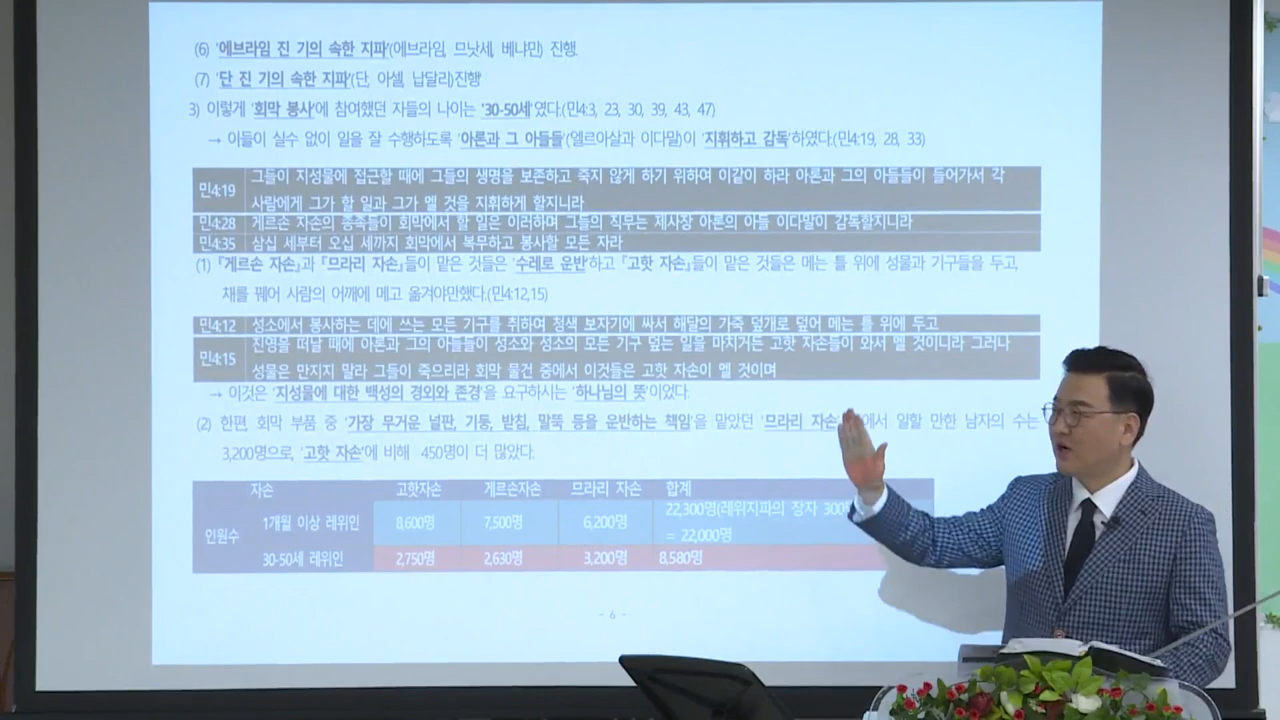 (6) '에브라임 진 기의 속한 지파'(에브라임, 므낫세, 베냐민) 진행.
(7) '단 진 기의 속한 지파'(단, 아셀, 납달리)진행
3) 이렇게 '회막 봉사'에 참여했던 자들의 나이는 '30-50세'였다.(민4:3, 23, 30, 39, 43, 47)
→ 이들이 실수 없이 일을 잘 수행하도록 '아론과 그 아들들'(엘르아살과 이다말)이 '지휘하고 감독'하였다.(민4:19, 28, 33)
민4:19 그들이 지성물에 접근할 때에 그들의 생명을 보존하고 죽지 않게 하기 위하여 이같이 하라 아론과 그의 아들들이 들어가서 각
사람에게 그가 할 일과 그가 멜 것을 지휘하게 할지니라
민4:28 게르손 자손의 종족들이 회막에서 할 일은 이러하며 그들의 직무는 제사장 아론의 아들 이다말이 감독할지니라
민4:35 삼십 세부터 오십 세까지 회막에서 복무하고 봉사할 모든 자라
(1) 『게르손 자손』과 『므라리 자손』들이 맡은 것들은 '수레로 운반'하고 『고핫 자손』들이 맡은 것들은 메는 틀 위에 성물과 기구들을 두고,
채를 꿰어 사람의 어깨에 메고 옮겨야만했다.(민4:12,15)
민4:12 성소에서 봉사하는 데에 쓰는 모든 기구를 취하여 청색 보자기에 싸서 해달의 가죽 덮개로 덮어 메는 틀 위에 두고
민4:15 진영을 떠날 때에 아론과 그의 아들들이 성소와 성소의 모든 기구 덮는 일을 마치거든 고핫 자손들이 와서 멜 것이니라 그러나
성물은 만지지 말라 그들이 죽으리라 회막 물건 중에서 이것들은 고핫 자손이 멜 것이며
→ 이것은 '지성물에 대한 백성의 경외와 존경'을 요구하시는 '하나님의 뜻'이었다.
(2) 한편, 회막 부품 중 '가장 무거운 널판, 기둥, 받침, 말뚝 등을 운반하는 책임'을 맡았던 '므라리 자손 에서 일할 만한 남자의 수는
3,200명으로, '고핫 자손'에 비해 450명이 더 많았다.
자손 고핫자손 게르손자손 므라리 자손 합계
인원수 1개월 이상 레위인 8,600명 7,500명 6,200명 22,300명(레위지파의 장자 300
= 22,000명
30-50세 레위인 2,750명 2,630명 3,200명 8,580명
- 6 -